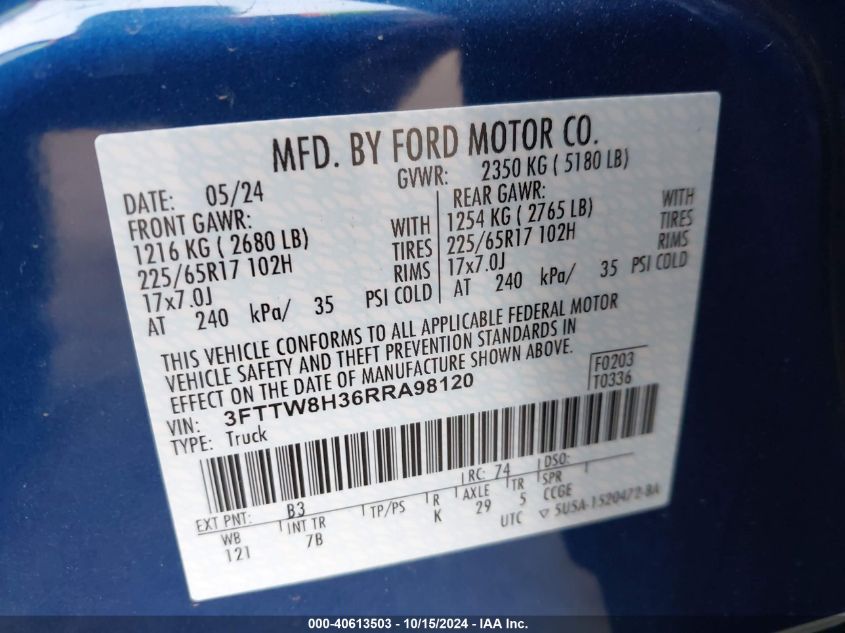 MFD. BY FORD MOTOR CO.
DATE: 05/24 GVWR: 2350 KG ( 5180 LB)
FRONT GAWR: REAR GAWR:
1216 KG ( 2680 LB) WITH 1254 KG ( 2765 LB) WITH
225/65R17 102H TIRES 225/65R17 102H TIRES
17x7.0J RIMS 17x7.0J RIMS
AT 240 kPa/ 35 PSI COLD AT 240 kPa/ 35 PSI COLD
THIS VEHICLE CONFORMS TO ALL APPLICABLE FEDERAL MOTOR
VEHICLE SAFETY AND THEFT PREVENTION STANDARDS IN
EFFECT ON THE DATE OF MANUFACTURE SHOWN ABOVE.
VIN: 3FTTW8H36RRA98120 F0203
TYPE: Truck T0336
EXT PNT: B3 RC: 74 DSO:
WB INT TR TP/PS R AXLE TR SPR
121 7B K 29 5 CCGE
UTC 5USA-1520472-BA
000-40613503 - 10/15/2024 - IAA Inc.